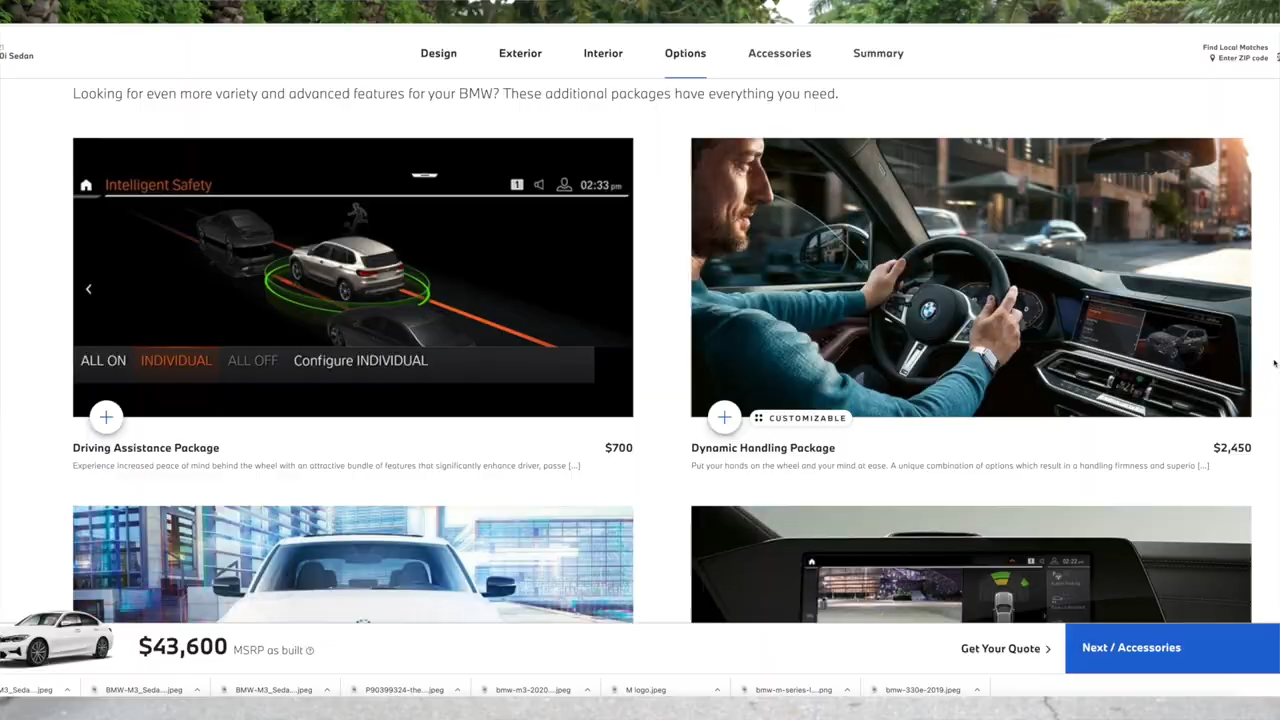 Design
Exterior
Interior
Options
Accessories
Summary
Find Local Matches
Enter ZIP code
0i Sedan
Looking for even more variety and advanced features for your BMW? These additional packages have everything you need.
Intelligent Safety
1
02:33 pm
ALL ON
INDIVIDUAL
ALL OFF
Configure INDIVIDUAL
CUSTOMIZABLE
Driving Assistance Package
$700
Experience increased peace of mind behind the wheel with an attractive bundle of features that significantly enhance driver, passe [...]
Dynamic Handling Package
$2,450
Put your hands on the wheel and your mind at ease. A unique combination of options which result in a handling firmness and superio [...]
02:22 pm
$43,600 MSRP as built
Get Your Quote
Next / Accessories
M3_Seda....jpeg
BMW-M3_Seda....jpeg
BMW-M3_Seda....jpeg
P90399324-the....jpeg
bmw-m3-2020....jpeg
M logo.jpeg
bmw-m-series-l....png
bmw-330e-2019.jpeg